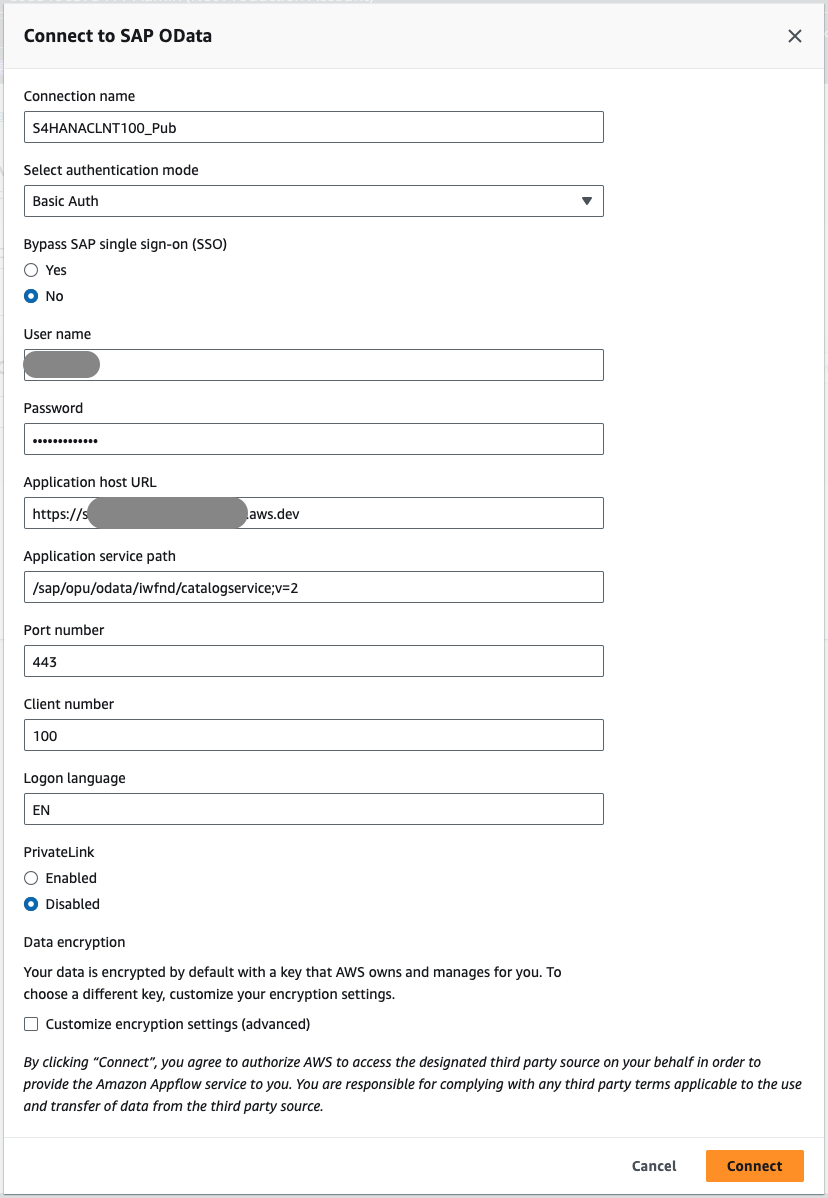 Connect to SAP OData
Connection name
S4HANACLNT100_Pub
Select authentication mode
Basic Auth
Bypass SAP single sign-on (SSO)
Yes
No
User name
Password
•••••••••••••
Application host URL
https://s .aws.dev
Application service path
/sap/opu/odata/iwfnd/catalogservice;v=2
Port number
443
Client number
100
Logon language
EN
PrivateLink
Enabled
Disabled
Data encryption
Your data is encrypted by default with a key that AWS owns and manages for you. To
choose a different key, customize your encryption settings.
Customize encryption settings (advanced)
By clicking “Connect”, you agree to authorize AWS to access the designated third party source on your behalf in order to
provide the Amazon Appflow service to you. You are responsible for complying with any third party terms applicable to the use
and transfer of data from the third party source.
Cancel
Connect